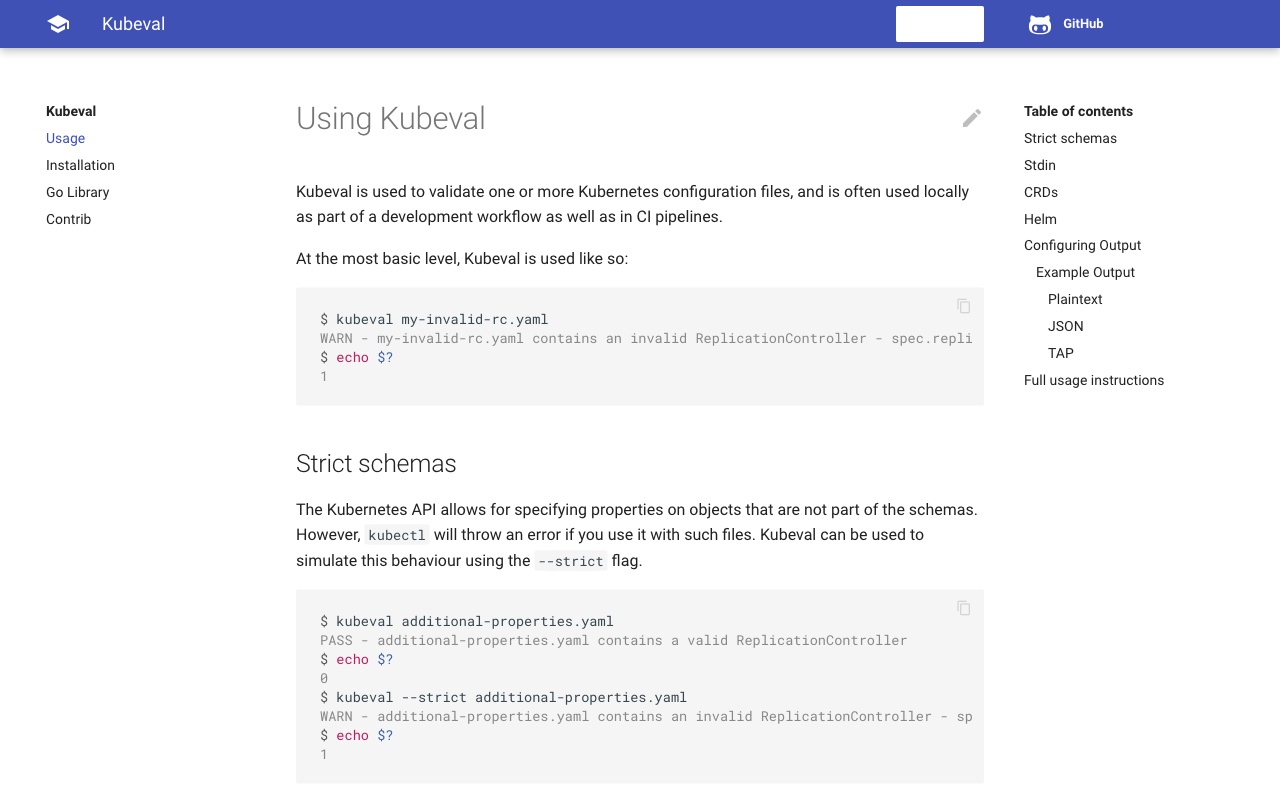 Kubeval
GitHub
Kubeval
Usage
Installation
Go Library
Contrib
Using Kubeval
Kubeval is used to validate one or more Kubernetes configuration files, and is often used locally
as part of a development workflow as well as in CI pipelines.
At the most basic level, Kubeval is used like so:
$ kubeval my-invalid-rc.yaml
WARN - my-invalid-rc.yaml contains an invalid ReplicationController - spec.repli
$ echo $?
1
Strict schemas
The Kubernetes API allows for specifying properties on objects that are not part of the schemas.
However, kubectl will throw an error if you use it with such files. Kubeval can be used to
simulate this behaviour using the --strict flag.
$ kubeval additional-properties.yaml
PASS - additional-properties.yaml contains a valid ReplicationController
$ echo $?
0
$ kubeval --strict additional-properties.yaml
WARN - additional-properties.yaml contains an invalid ReplicationController - sp
$ echo $?
1
Table of contents
Strict schemas
Stdin
CRDs
Helm
Configuring Output
Example Output
Plaintext
JSON
TAP
Full usage instructions